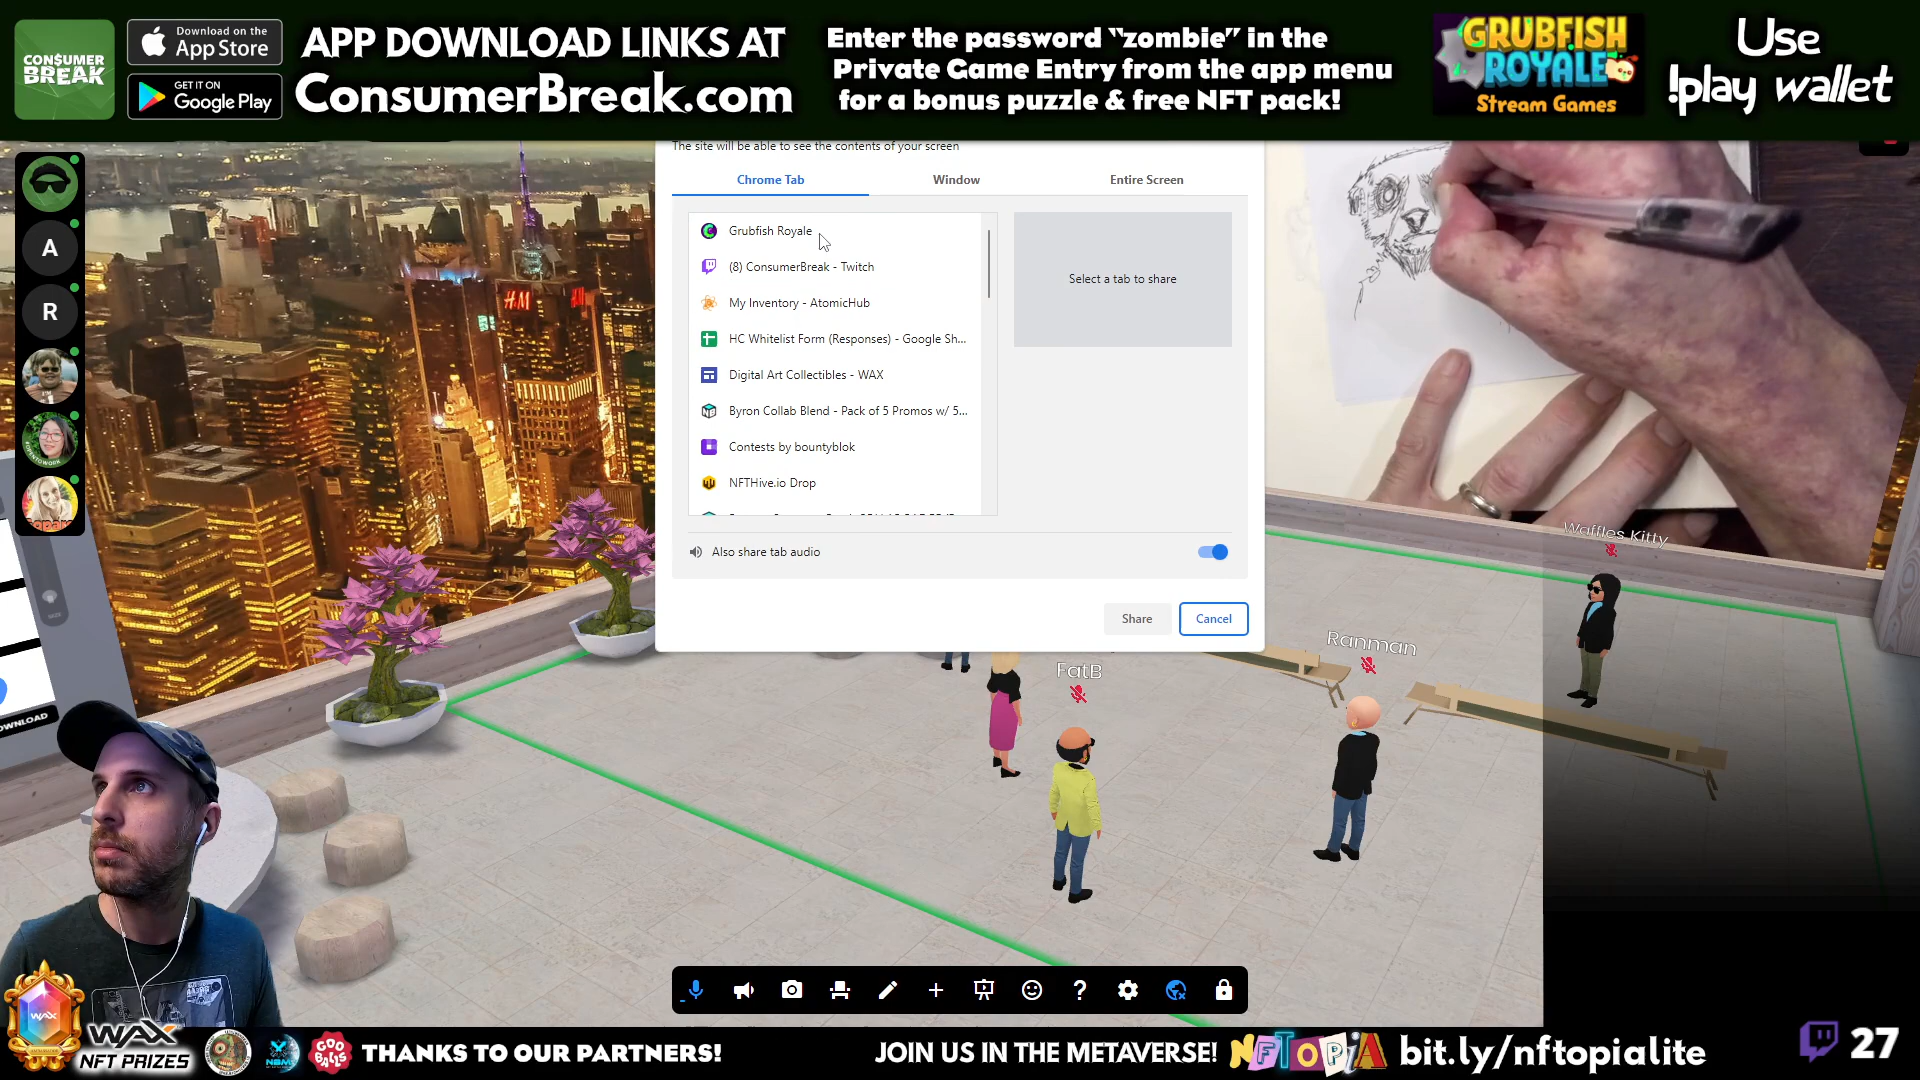 CON$UMER
BREAK
Download on the
App Store
GET IT ON
Google Play
APP DOWNLOAD LINKS AT
ConsumerBreak.com
Enter the password "zombie" in the
Private Game Entry from the app menu
for a bonus puzzle & free NFT pack!
GRUBFISH
ROYALE
Stream Games
Use
!play wallet
The site will be able to see the contents of your screen
Chrome Tab
Window
Entire Screen
Grubfish Royale
(8) ConsumerBreak - Twitch
My Inventory - AtomicHub
HC Whitelist Form (Responses) - Google Sh...
Digital Art Collectibles - WAX
Byron Collab Blend - Pack of 5 Promos w/ 5...
Contests by bountyblok
NFTHive.io Drop
Select a tab to share
Also share tab audio
Share
Cancel
A
R
H&M
Waffles Kitty
Ranman
FatB
WAX
WAX
NFT PRIZES
GOO
BALLS
THANKS TO OUR PARTNERS!
JOIN US IN THE METAVERSE!
NFTOPIA
bit.ly/nftopialite
27